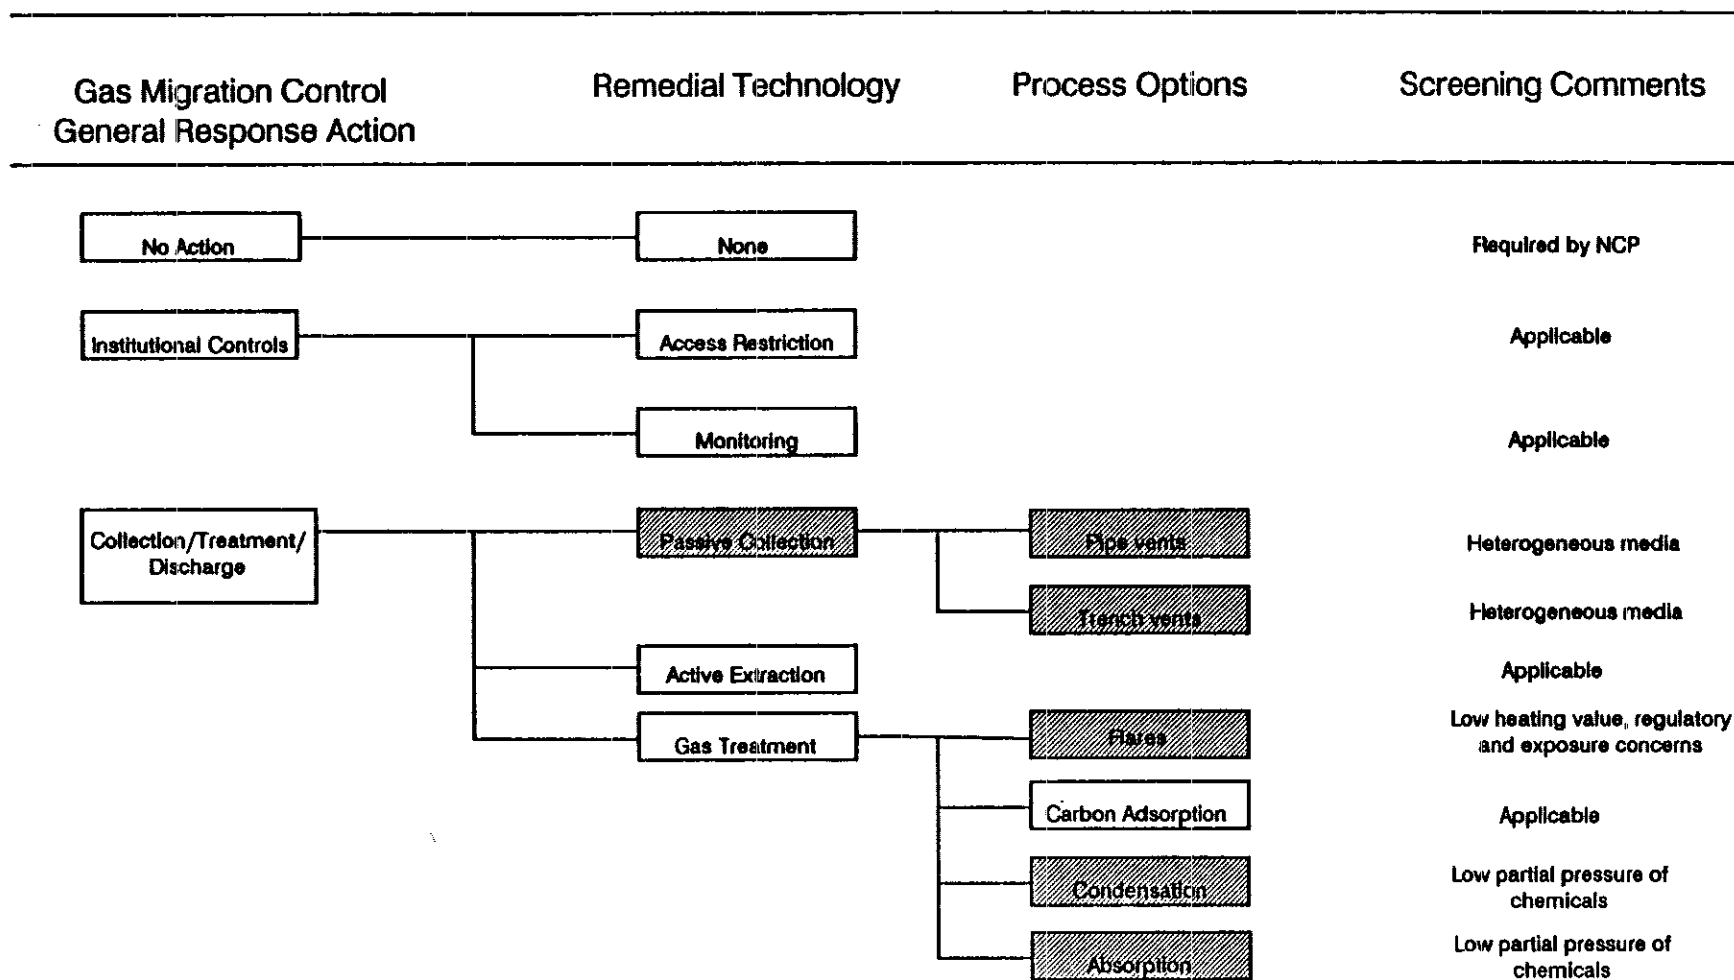 Gas Migration Control
General Response Action
Remedial Technology
Process Options
Screening Comments
No Action
None
Required by NCP
Institutional Controls
Access Restriction
Applicable
Monitoring
Applicable
Collection/Treatment/
Discharge
Passive Collection
Pipe vents
Heterogeneous media
Trench vents
Heterogeneous media
Active Extraction
Applicable
Gas Treatment
Flares
Low heating value, regulatory
and exposure concerns
Carbon Adsorption
Applicable
Condensation
Low partial pressure of
chemicals
Absorption
Low partial pressure of
chemicals